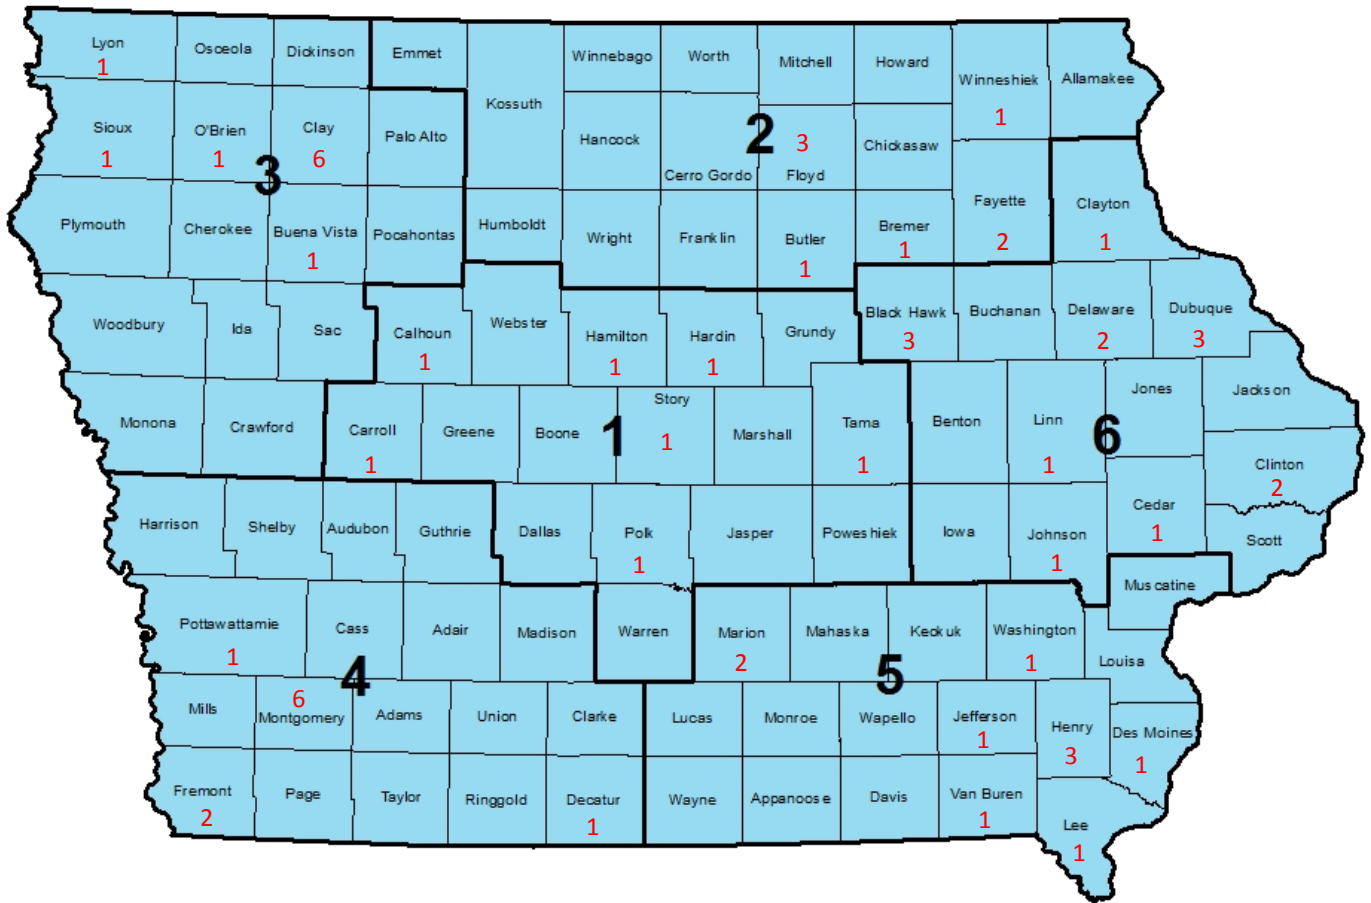 Lyon
1
Osceola
Dickinson
Emmet
Kossuth
Winnebago
Worth
Mitchell
Howard
Winneshiek
1
Allamakee
Sioux
1
O'Brien
1
Clay
6
3
Palo Alto
Hancock
Cerro Gordo
2
3
Floyd
Chickasaw
Fayette
2
Clayton
1
Plymouth
Cherokee
Buena Vista
1
Pocahontas
Humboldt
Wright
Franklin
Butler
1
Bremer
1
Woodbury
Ida
Sac
Calhoun
1
Webster
Hamilton
1
Hardin
1
Grundy
Black Hawk
3
Buchanan
Delaware
2
Dubuque
3
Monona
Crawford
Carroll
1
Greene
Boone
1
Story
1
Marshall
Tama
1
Benton
Linn
1
6
Jones
Jackson
Clinton
2
Harrison
Shelby
Audubon
Guthrie
Dallas
Polk
1
Jasper
Poweshiek
Iowa
Johnson
1
Cedar
1
Scott
Muscatine
Pottawattamie
1
Cass
4
Adair
Madison
Warren
Marion
2
Mahaska
5
Keokuk
Washington
1
Louisa
Mills
6
Montgomery
Adams
Union
Clarke
Lucas
Monroe
Wapello
Jefferson
1
Henry
3
Des Moines
1
Fremont
2
Page
Taylor
Ringgold
Decatur
1
Wayne
Appanoose
Davis
Van Buren
1
Lee
1